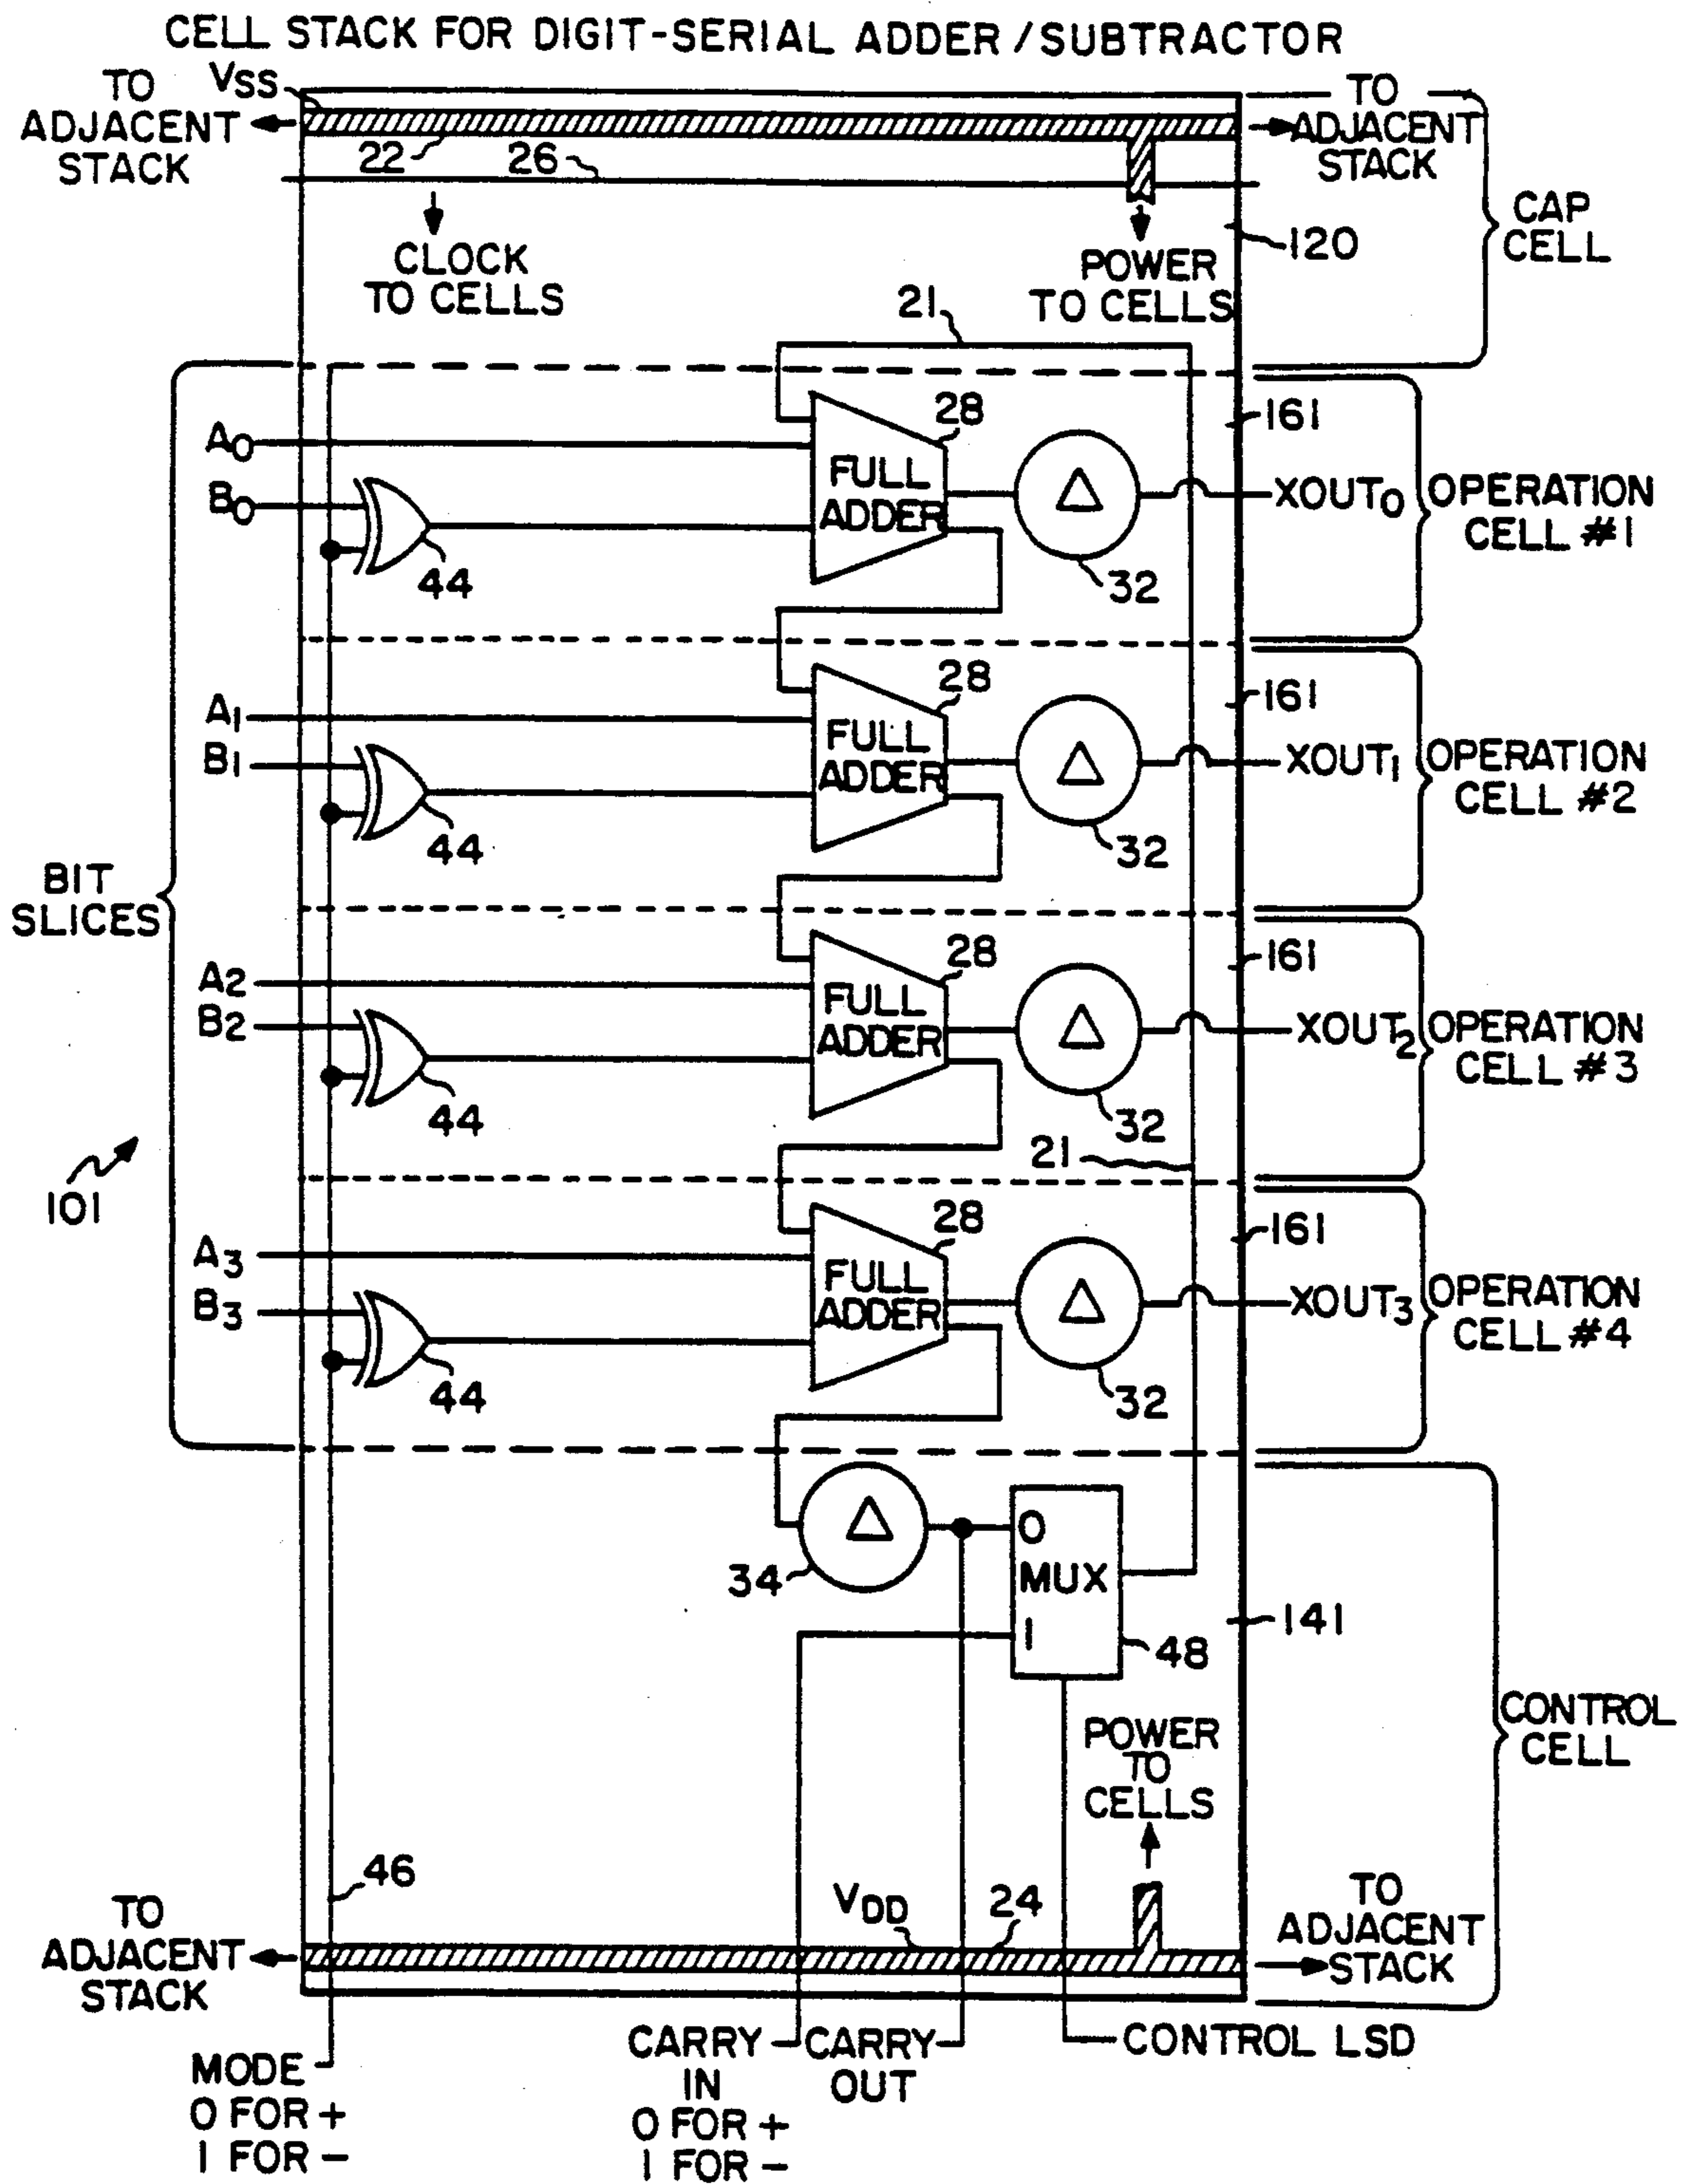 CELL STACK FOR DIGIT-SERIAL ADDER/SUBTRACTOR
TO
ADJACENT
STACK
VSS
TO
ADJACENT
STACK
22
26
CLOCK
TO CELLS
POWER
TO CELLS
120
CAP
CELL
21
A0
B0
44
28
FULL
ADDER
32
161
XOUT0
OPERATION
CELL #1
A1
B1
44
28
FULL
ADDER
32
161
XOUT1
OPERATION
CELL #2
BIT
SLICES
A2
B2
44
28
FULL
ADDER
32
161
XOUT2
OPERATION
CELL #3
21
101
A3
B3
44
28
FULL
ADDER
32
161
XOUT3
OPERATION
CELL #4
34
0
MUX
1
48
141
CONTROL
CELL
POWER
TO
CELLS
46
VDD
24
TO
ADJACENT
STACK
TO
ADJACENT
STACK
MODE
0 FOR +
1 FOR -
CARRY
IN
0 FOR +
1 FOR -
CARRY
OUT
CONTROL LSD